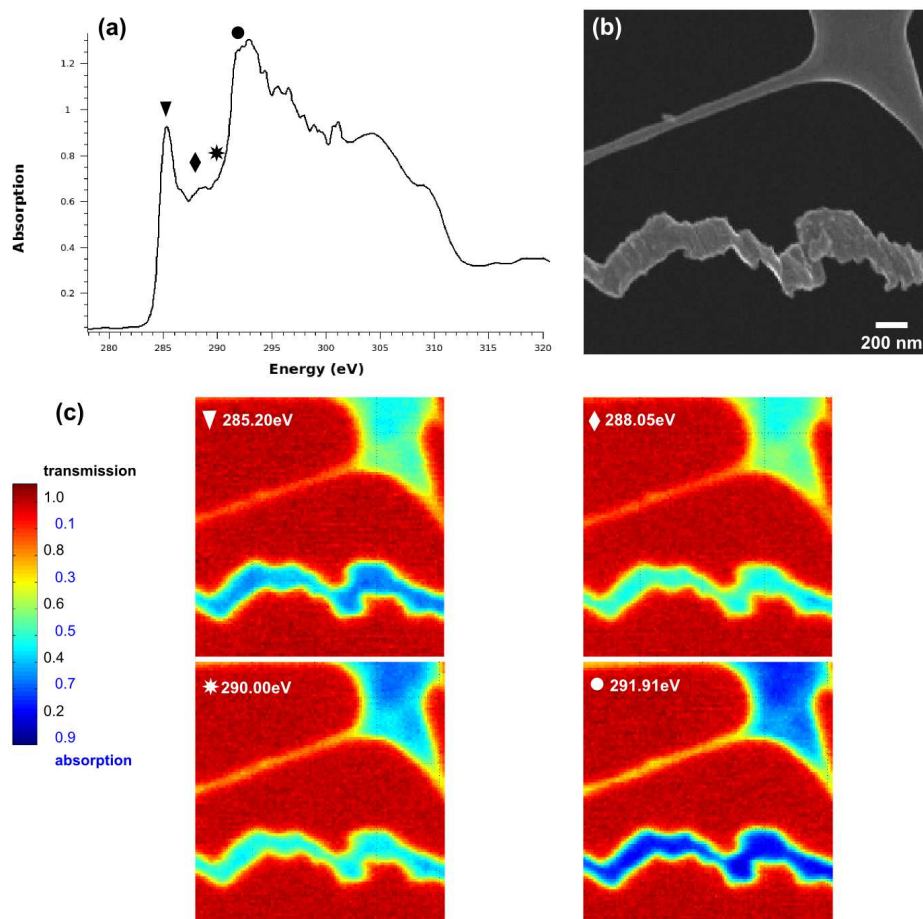 (a)
Absorption
1.2
1
0.8
0.6
0.4
0.2
280 285 290 295 300 305 310 315 320
Energy (eV)
(b)
200 nm
(c)
transmission
1.0
0.1
0.8
0.3
0.6
0.5
0.4
0.7
0.2
0.9
absorption
285.20eV
288.05eV
290.00eV
291.91eV